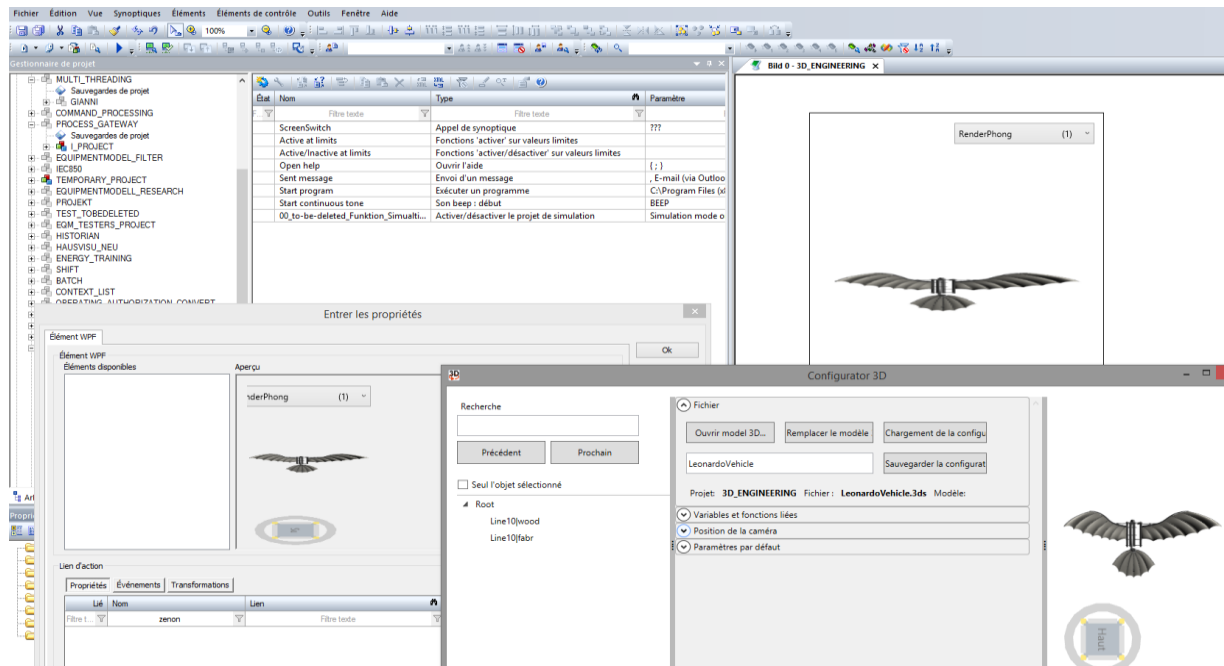 Fichier Édition Vue Synoptiques Éléments Éléments de contrôle Outils Fenêtre Aide
100%
Gestionnaire de projet
MULTI_THREADING
Sauvegardes de projet
GIANNI
COMMAND_PROCESSING
PROCESS_GATEWAY
Sauvegardes de projet
I_PROJECT
EQUIPMENTMODEL_FILTER
IEC850
TEMPORARY_PROJECT
EQUIPMENTMODELL_RESEARCH
PROJEKT
TEST_TOBEDELETED
EQM_TESTERS_PROJECT
HISTORIAN
HAUSVISU_NEU
ENERGY_TRAINING
SHIFT
BATCH
CONTEXT_LIST
OPERATING_AUTHORIZATION_CONVERT
État Nom Type Paramètre
F... Filtre texte Filtre texte
ScreenSwitch Appel de synoptique ???
Active at limits Fonctions 'activer' sur valeurs limites
Active/Inactive at limits Fonctions 'activer/désactiver' sur valeurs limites
Open help Ouvrir l'aide { ; }
Sent message Envoi d'un message , E-mail (via Outloo
Start program Exécuter un programme C:\Program Files (x
Start continuous tone Son beep : début BEEP
00_to-be-deleted_Funktion_Simualti... Activer/désactiver le projet de simulation Simulation mode o
Bild 0 - 3D_ENGINEERING
RenderPhong (1)
Entrer les propriétés
Élément WPF
Ok
Élément WPF
Éléments disponibles Aperçu
nderPhong (1)
Art
Propri
Lien d'action
Propriétés Événements Transformations
Lié Nom Lien
Filtre t... zenon Filtre texte
3D Configurator 3D
Recherche
Précédent Prochain
Seul l'objet sélectionné
Root
Line10|wood
Line10|fabr
Fichier
Ouvrir model 3D... Remplacer le modèle Chargement de la configu
LeonardoVehicle Sauvegarder la configurat
Projet: 3D_ENGINEERING Fichier : LeonardoVehicle.3ds Modèle:
Variables et fonctions liées
Position de la caméra
Paramètres par défaut
Haut